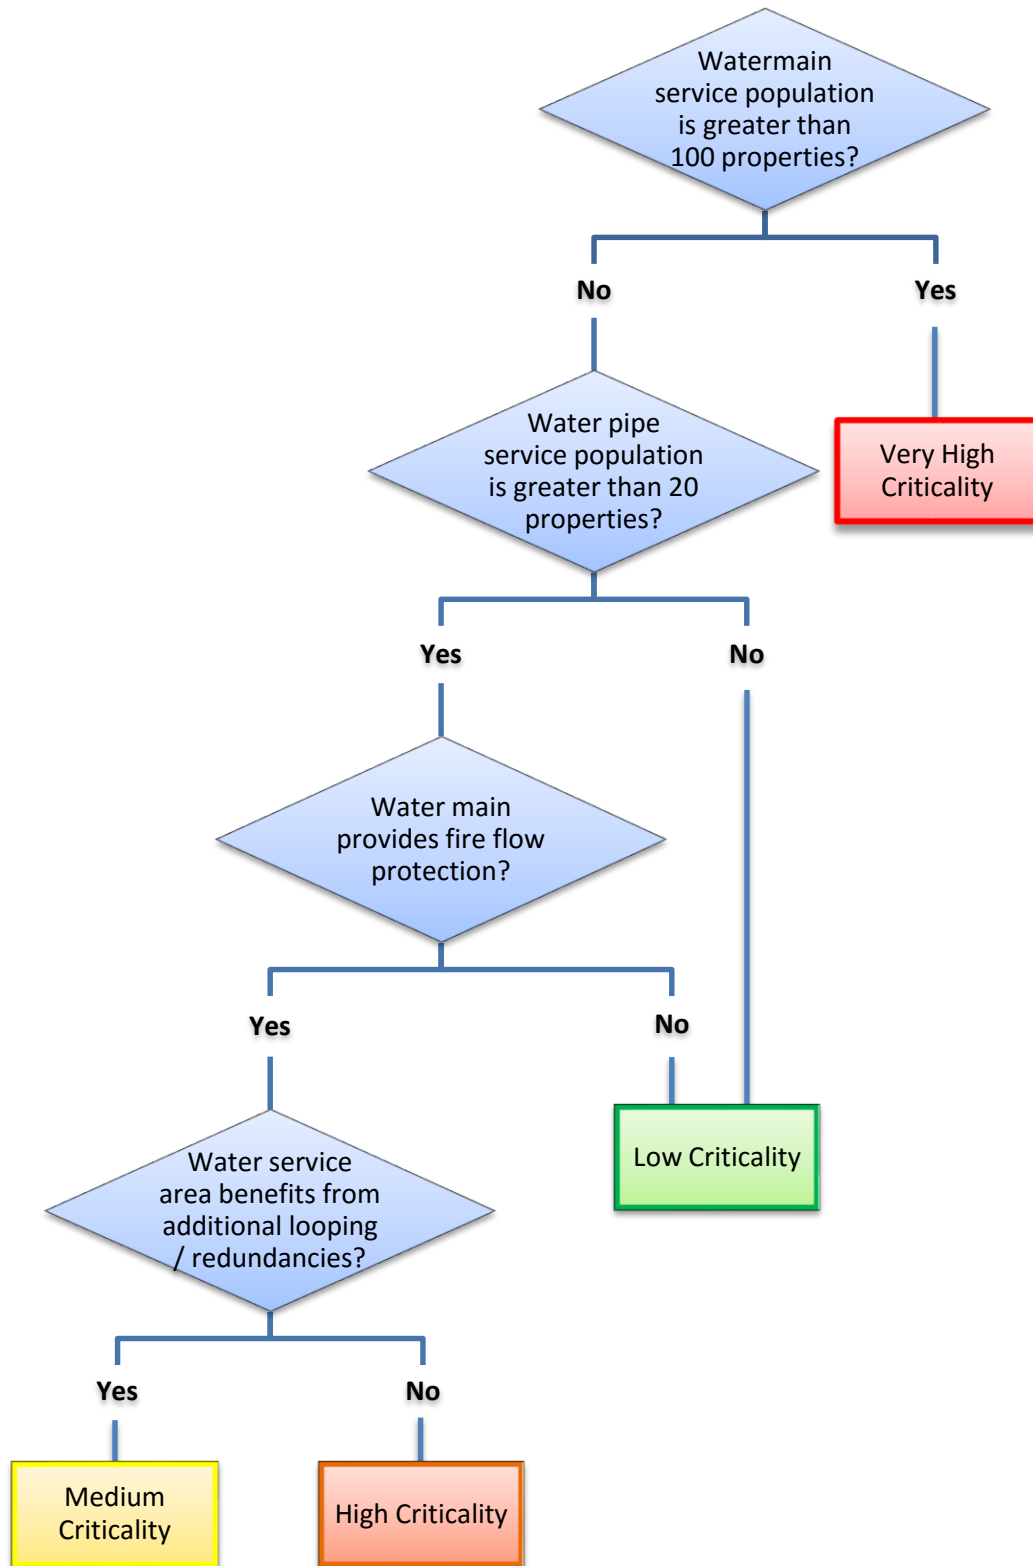 Watermain
service population
is greater than
100 properties?
No
Yes
Water pipe
service population
is greater than 20
properties?
Very High
Criticality
Yes
No
Water main
provides fire flow
protection?
Yes
No
Water service
area benefits from
additional looping
/ redundancies?
Low Criticality
Yes
No
Medium
Criticality
High Criticality